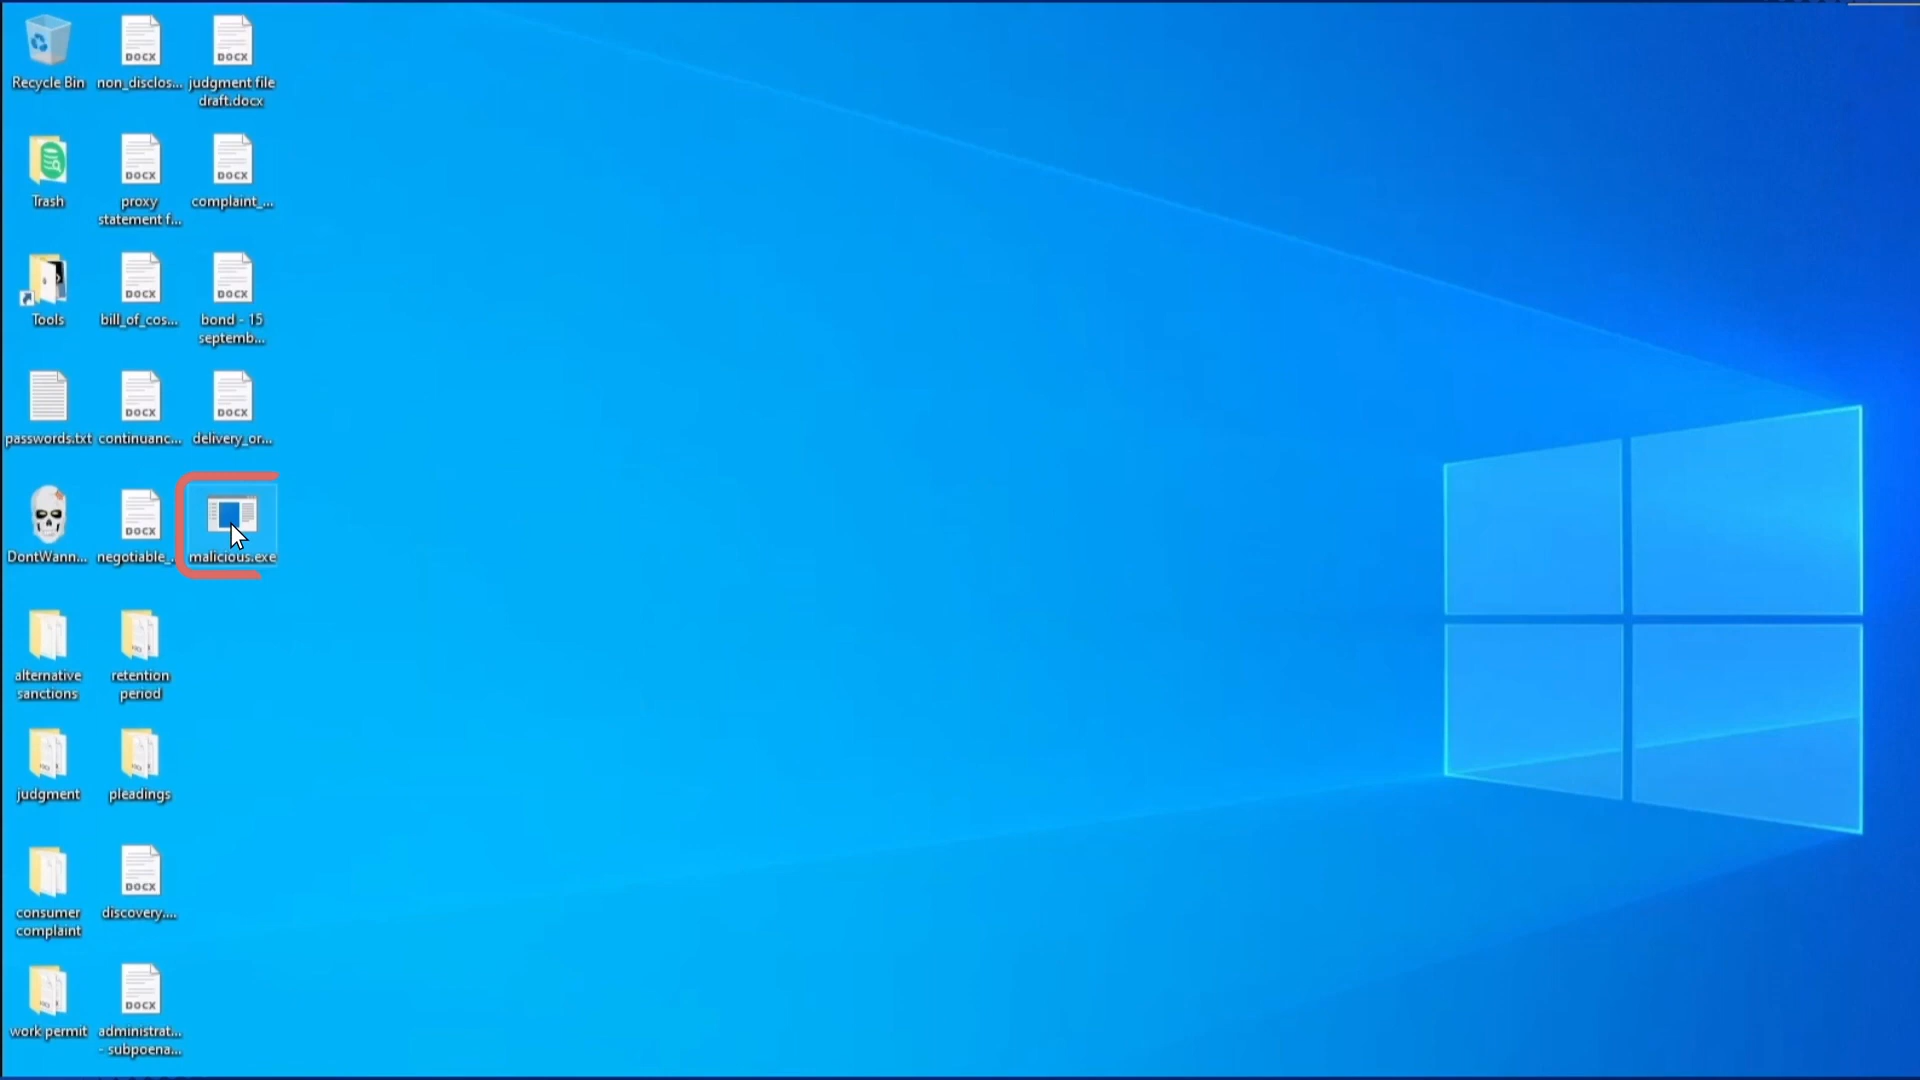 Recycle Bin
non_disclos...
judgment file
draft.docx
DOCX
DOCX
Trash
proxy
statement f...
complaint_...
DOCX
DOCX
Tools
bill_of_cos...
bond - 15
septemb...
DOCX
DOCX
passwords.txt
continuanc...
delivery_or...
DOCX
DOCX
DontWann...
negotiable_...
malicious.exe
DOCX
alternative
sanctions
retention
period
judgment
pleadings
consumer
complaint
discovery....
DOCX
work permit
administrat...
- subpoena...
DOCX